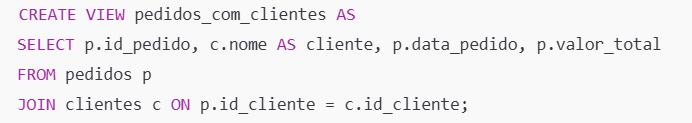 CREATE VIEW pedidos_com_clientes AS
SELECT p.id_pedido, c.nome AS cliente, p.data_pedido, p.valor_total
FROM pedidos p
JOIN clientes c ON p.id_cliente = c.id_cliente;